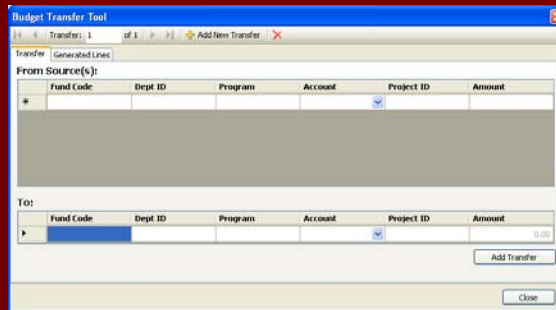 Budget Transfer Tool
Transfer: 1 of 1 Add New Transfer
Transfer Generated Lines
From Source(s):
Fund Code Dept ID Program Account Project ID Amount
To:
Fund Code Dept ID Program Account Project ID Amount
0.00
Add Transfer
Close